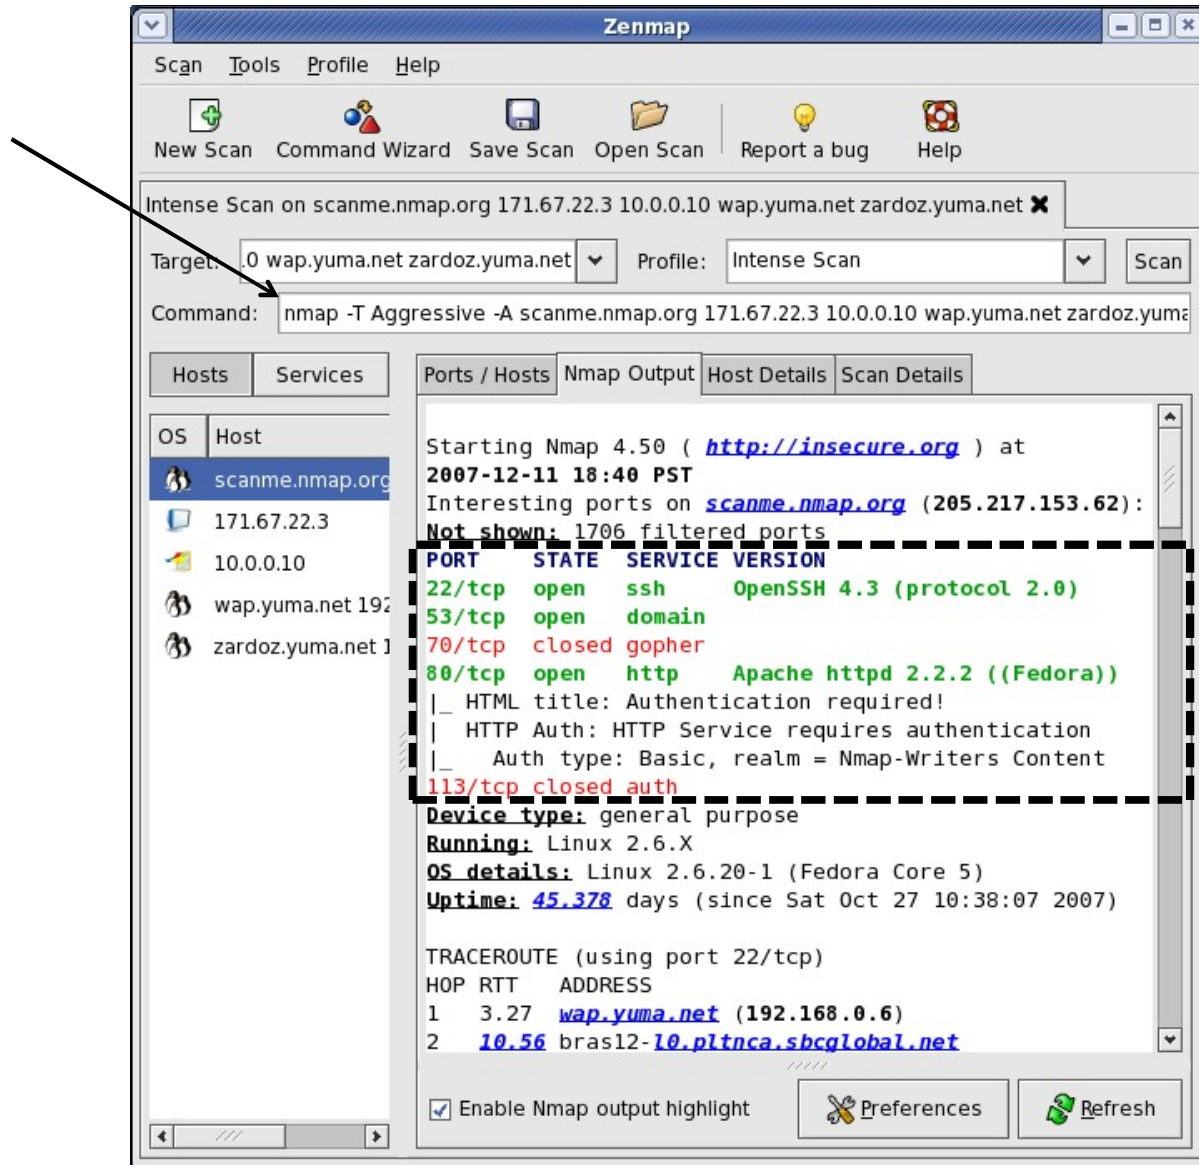 Zenmap
Scan Tools Profile Help
New Scan Command Wizard Save Scan Open Scan Report a bug Help
Intense Scan on scanme.nmap.org 171.67.22.3 10.0.0.10 wap.yuma.net zardoz.yuma.net
Target: .0 wap.yuma.net zardoz.yuma.net Profile: Intense Scan Scan
Command: nmap -T Aggressive -A scanme.nmap.org 171.67.22.3 10.0.0.10 wap.yuma.net zardoz.yuma
Hosts Services
OS Host
scanme.nmap.org
171.67.22.3
10.0.0.10
wap.yuma.net 192
zardoz.yuma.net 1
Ports / Hosts Nmap Output Host Details Scan Details
Starting Nmap 4.50 ( http://insecure.org ) at
2007-12-11 18:40 PST
Interesting ports on scanme.nmap.org (205.217.153.62):
Not shown: 1706 filtered ports
PORT STATE SERVICE VERSION
22/tcp open ssh OpenSSH 4.3 (protocol 2.0)
53/tcp open domain
70/tcp closed gopher
80/tcp open http Apache httpd 2.2.2 ((Fedora))
|_ HTML title: Authentication required!
| HTTP Auth: HTTP Service requires authentication
|_ Auth type: Basic, realm = Nmap-Writers Content
113/tcp closed auth
Device type: general purpose
Running: Linux 2.6.X
OS details: Linux 2.6.20-1 (Fedora Core 5)
Uptime: 45.378 days (since Sat Oct 27 10:38:07 2007)
TRACEROUTE (using port 22/tcp)
HOP RTT ADDRESS
1 3.27 wap.yuma.net (192.168.0.6)
2 10.56 bras12-l0.pltnca.sbcglobal.net
Enable Nmap output highlight Preferences Refresh